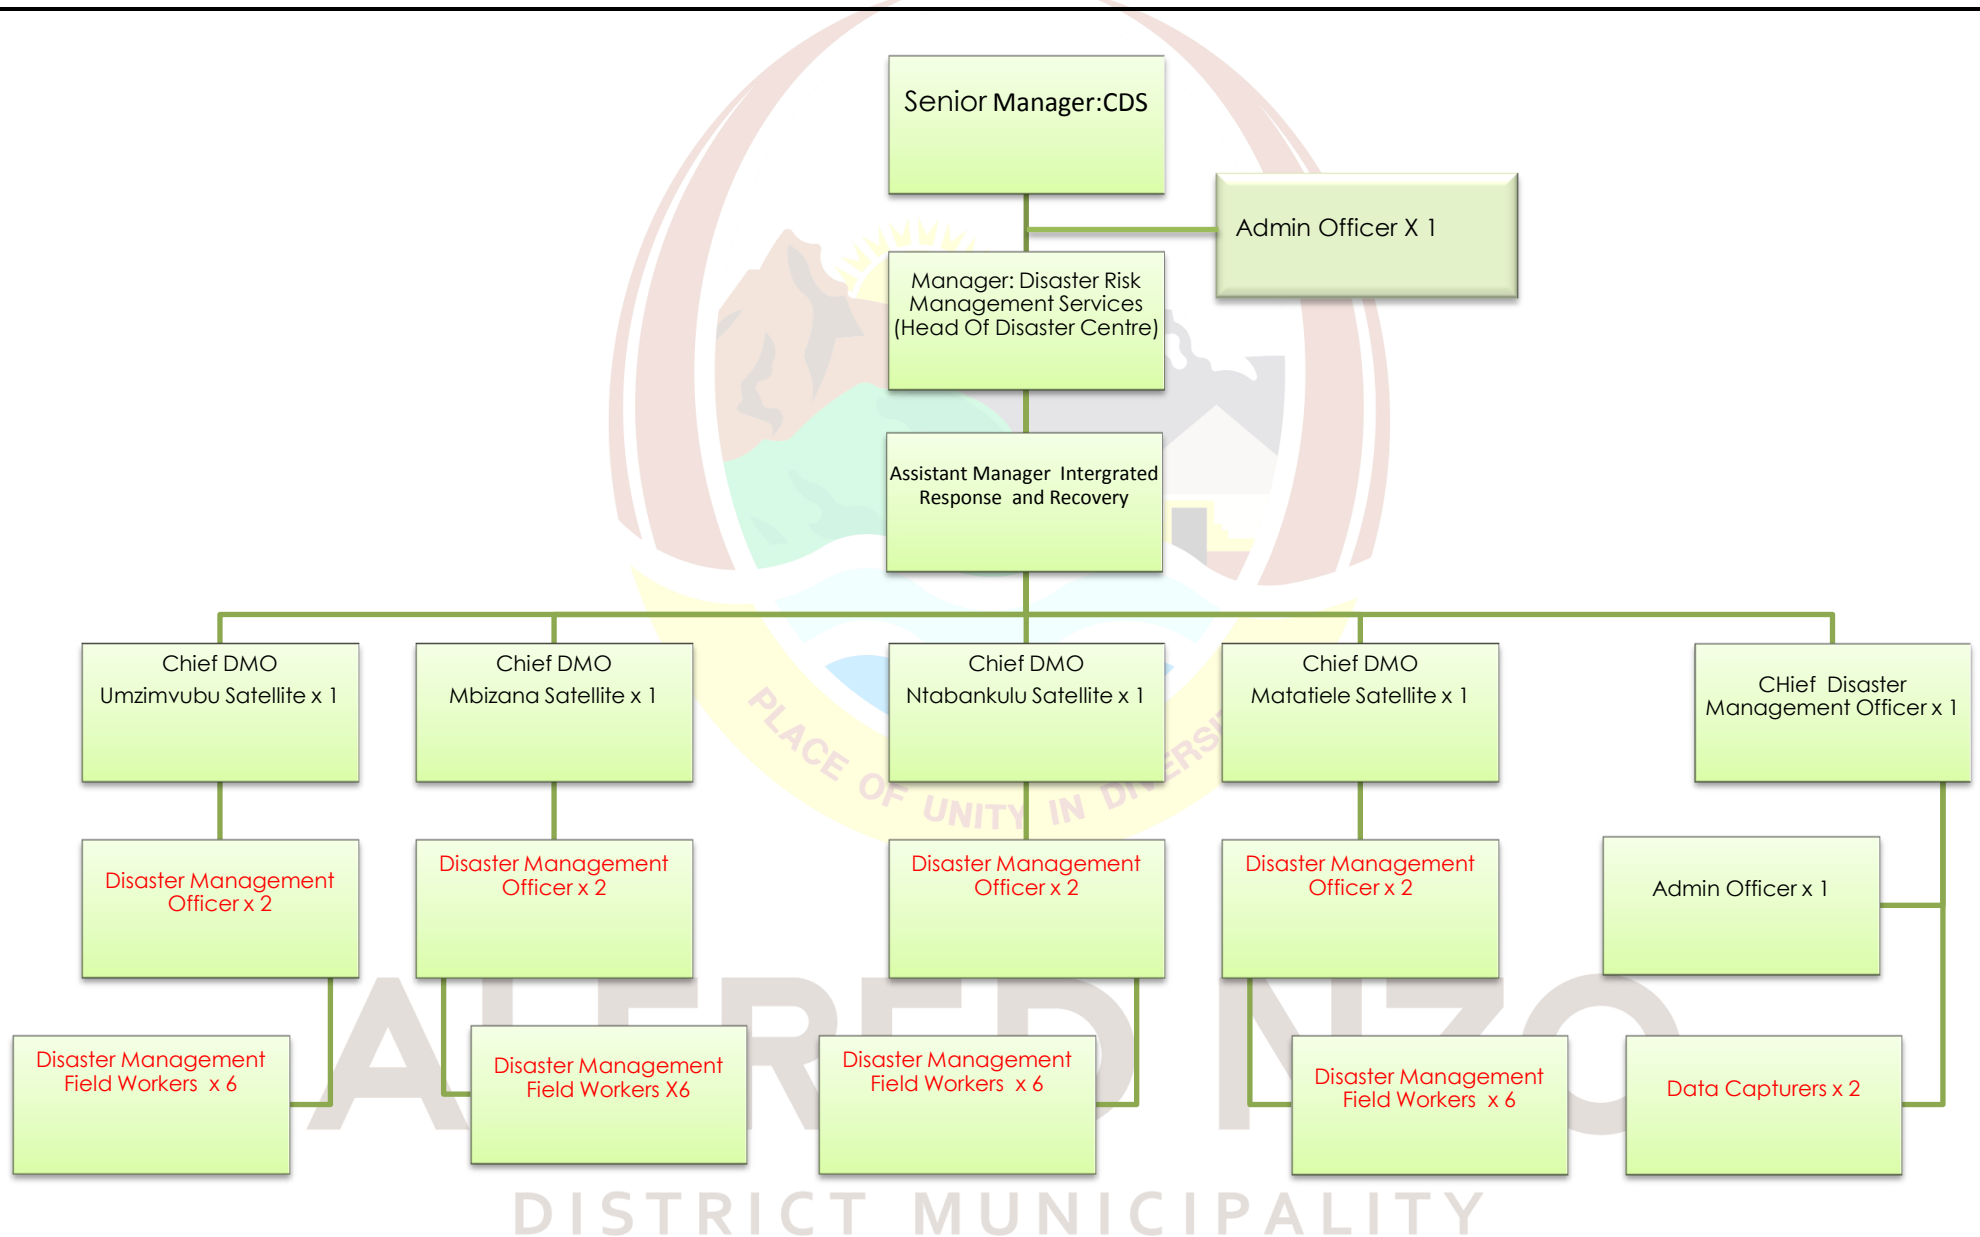 Senior Manager:CDS
Admin Officer X 1
Manager: Disaster Risk
Management Services
(Head Of Disaster Centre)
Assistant Manager Intergrated
Response and Recovery
Chief DMO
Umzimvubu Satellite x 1
Chief DMO
Mbizana Satellite x 1
Chief DMO
Ntabankulu Satellite x 1
Chief DMO
Matatiele Satellite x 1
CHief Disaster
Management Officer x 1
Disaster Management
Officer x 2
Disaster Management
Officer x 2
Disaster Management
Officer x 2
Disaster Management
Officer x 2
Admin Officer x 1
Disaster Management
Field Workers x 6
Disaster Management
Field Workers X6
Disaster Management
Field Workers x 6
Disaster Management
Field Workers x 6
Data Capturers x 2
PLACE OF UNITY IN
ALFRED NZO
DISTRICT MUNICIPALITY